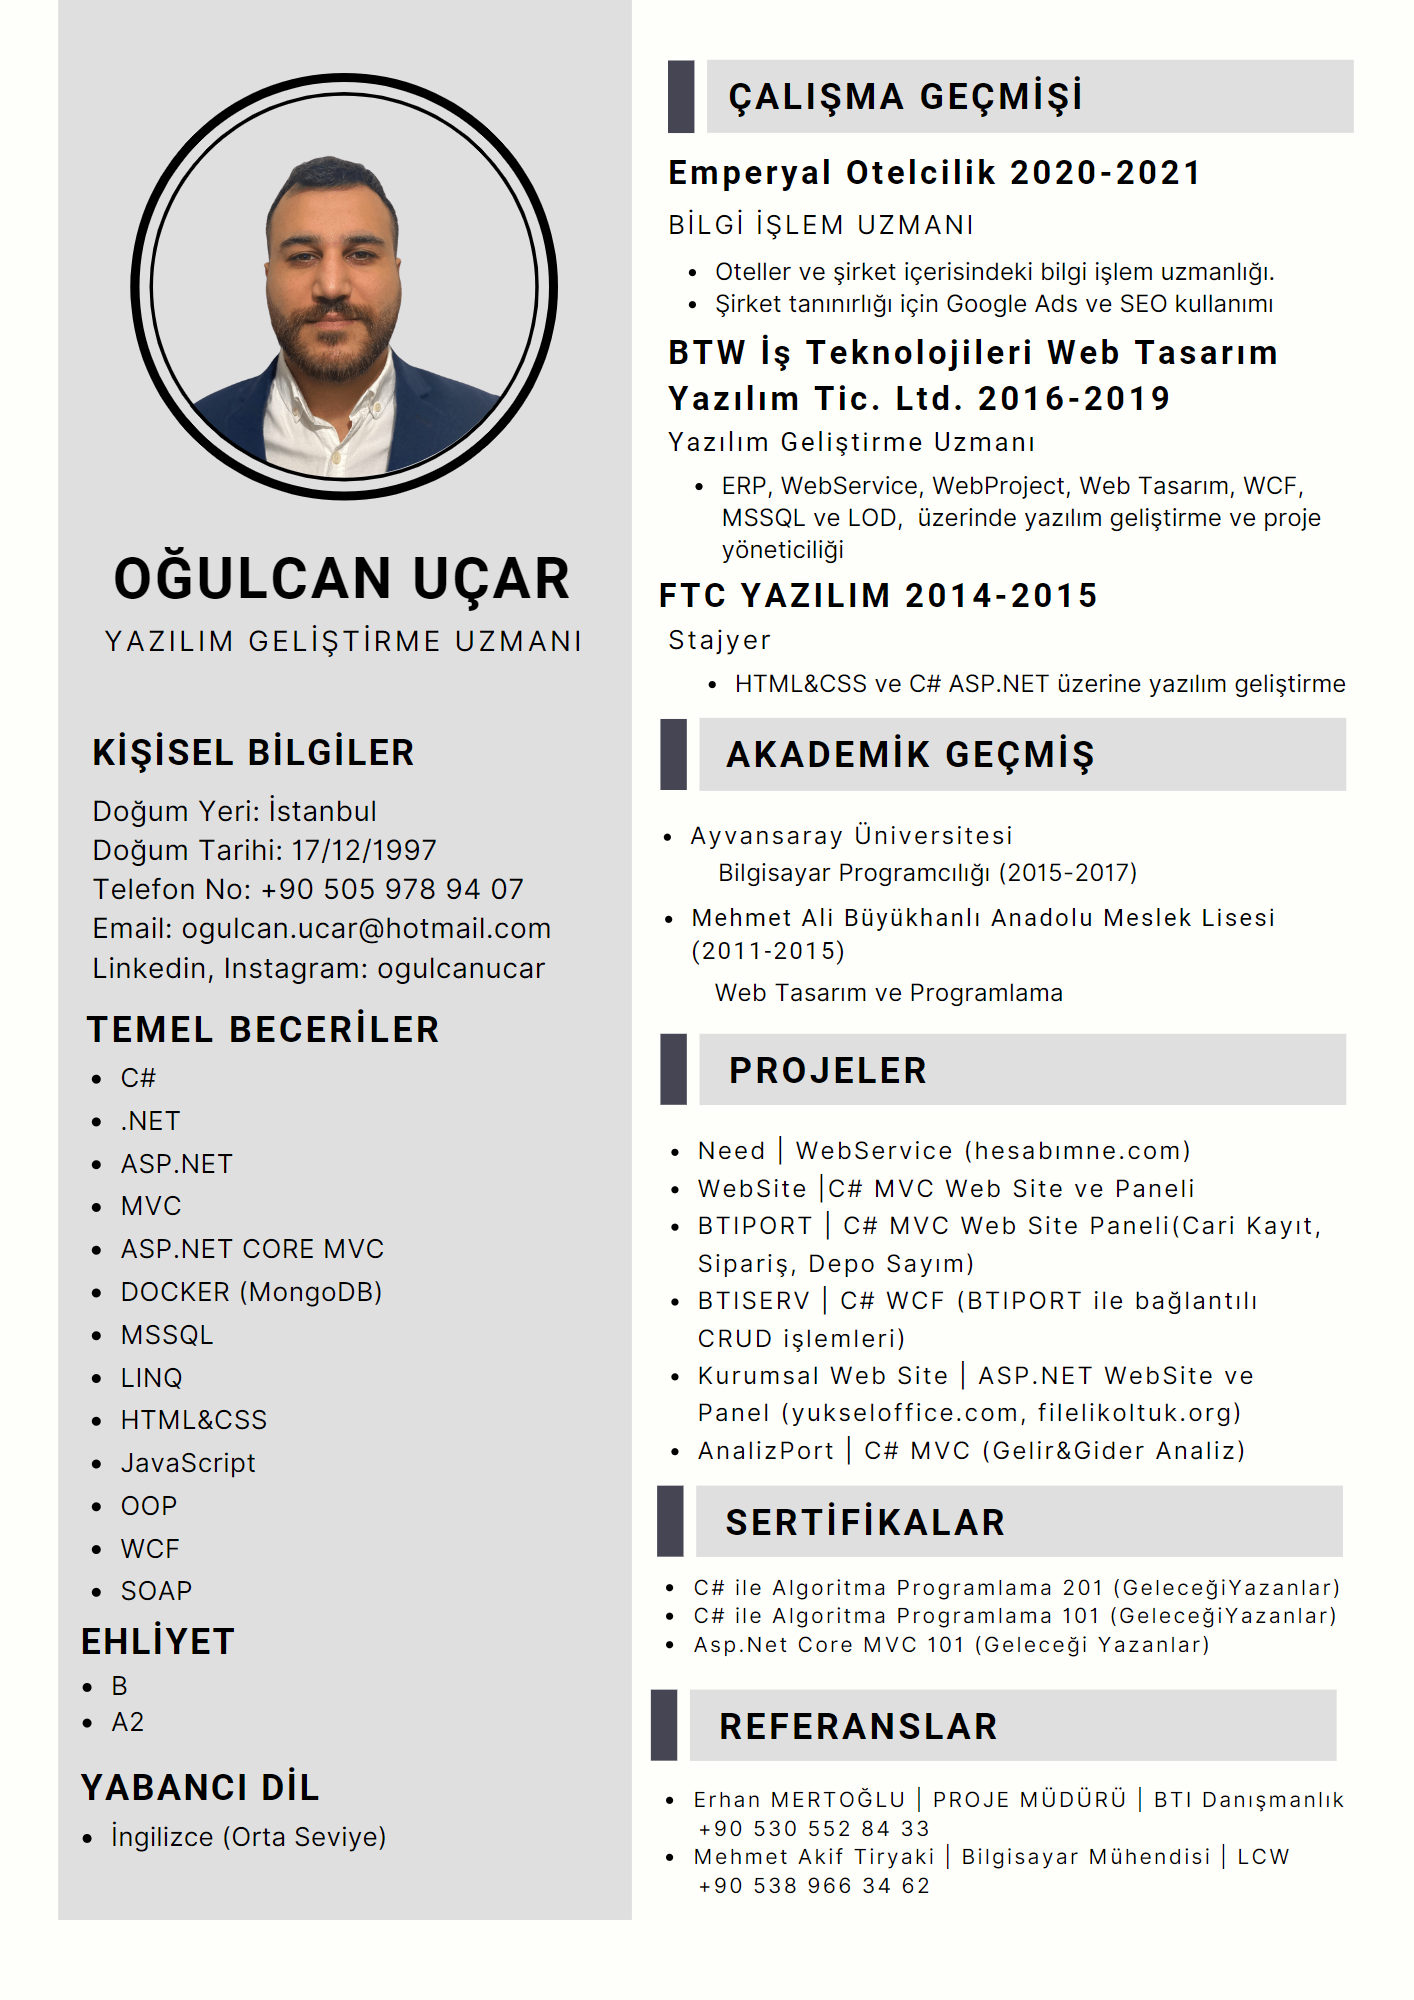 OĞULCAN UÇAR
YAZILIM GELİŞTİRME UZMANI
KİŞİSEL BİLGİLER
Doğum Yeri: İstanbul
Doğum Tarihi: 17/12/1997
Telefon No: +90 505 978 94 07
Email: ogulcan.ucar@hotmail.com
Linkedin, Instagram: ogulcanucar
TEMEL BECERİLER
• C#
• .NET
• ASP.NET
• MVC
• ASP.NET CORE MVC
• DOCKER (MongoDB)
• MSSQL
• LINQ
• HTML&CSS
• JavaScript
• OOP
• WCF
• SOAP
EHLİYET
• B
• A2
YABANCI DİL
• İngilizce (Orta Seviye)
ÇALIŞMA GEÇMİŞİ
Emperyal Otelcilik 2020-2021
BİLGİ İŞLEM UZMANI
• Oteller ve şirket içerisindeki bilgi işlem uzmanlığı.
• Şirket tanınırlığı için Google Ads ve SEO kullanımı
BTW İş Teknolojileri Web Tasarım
Yazılım Tic. Ltd. 2016-2019
Yazılım Geliştirme Uzmanı
• ERP, WebService, WebProject, Web Tasarım, WCF,
MSSQL ve LOD, üzerinde yazılım geliştirme ve proje
yöneticiliği
FTC YAZILIM 2014-2015
Stajyer
• HTML&CSS ve C# ASP.NET üzerine yazılım geliştirme
AKADEMİK GEÇMİŞ
• Ayvansaray Üniversitesi
Bilgisayar Programcılığı (2015-2017)
• Mehmet Ali Büyükhanlı Anadolu Meslek Lisesi
(2011-2015)
Web Tasarım ve Programlama
PROJELER
• Need | WebService (hesabımne.com)
• WebSite |C# MVC Web Site ve Paneli
• BTIPORT | C# MVC Web Site Paneli(Cari Kayıt,
Sipariş, Depo Sayım)
• BTISERV | C# WCF (BTIPORT ile bağlantılı
CRUD işlemleri)
• Kurumsal Web Site | ASP.NET WebSite ve
Panel (yukseloffice.com, filelikoltuk.org)
• AnalizPort | C# MVC (Gelir&Gider Analiz)
SERTİFİKALAR
• C# ile Algoritma Programlama 201 (GeleceğiYazanlar)
• C# ile Algoritma Programlama 101 (GeleceğiYazanlar)
• Asp.Net Core MVC 101 (Geleceği Yazanlar)
REFERANSLAR
• Erhan MERTOĞLU | PROJE MÜDÜRÜ | BTI Danışmanlık
+90 530 552 84 33
• Mehmet Akif Tiryaki | Bilgisayar Mühendisi | LCW
+90 538 966 34 62